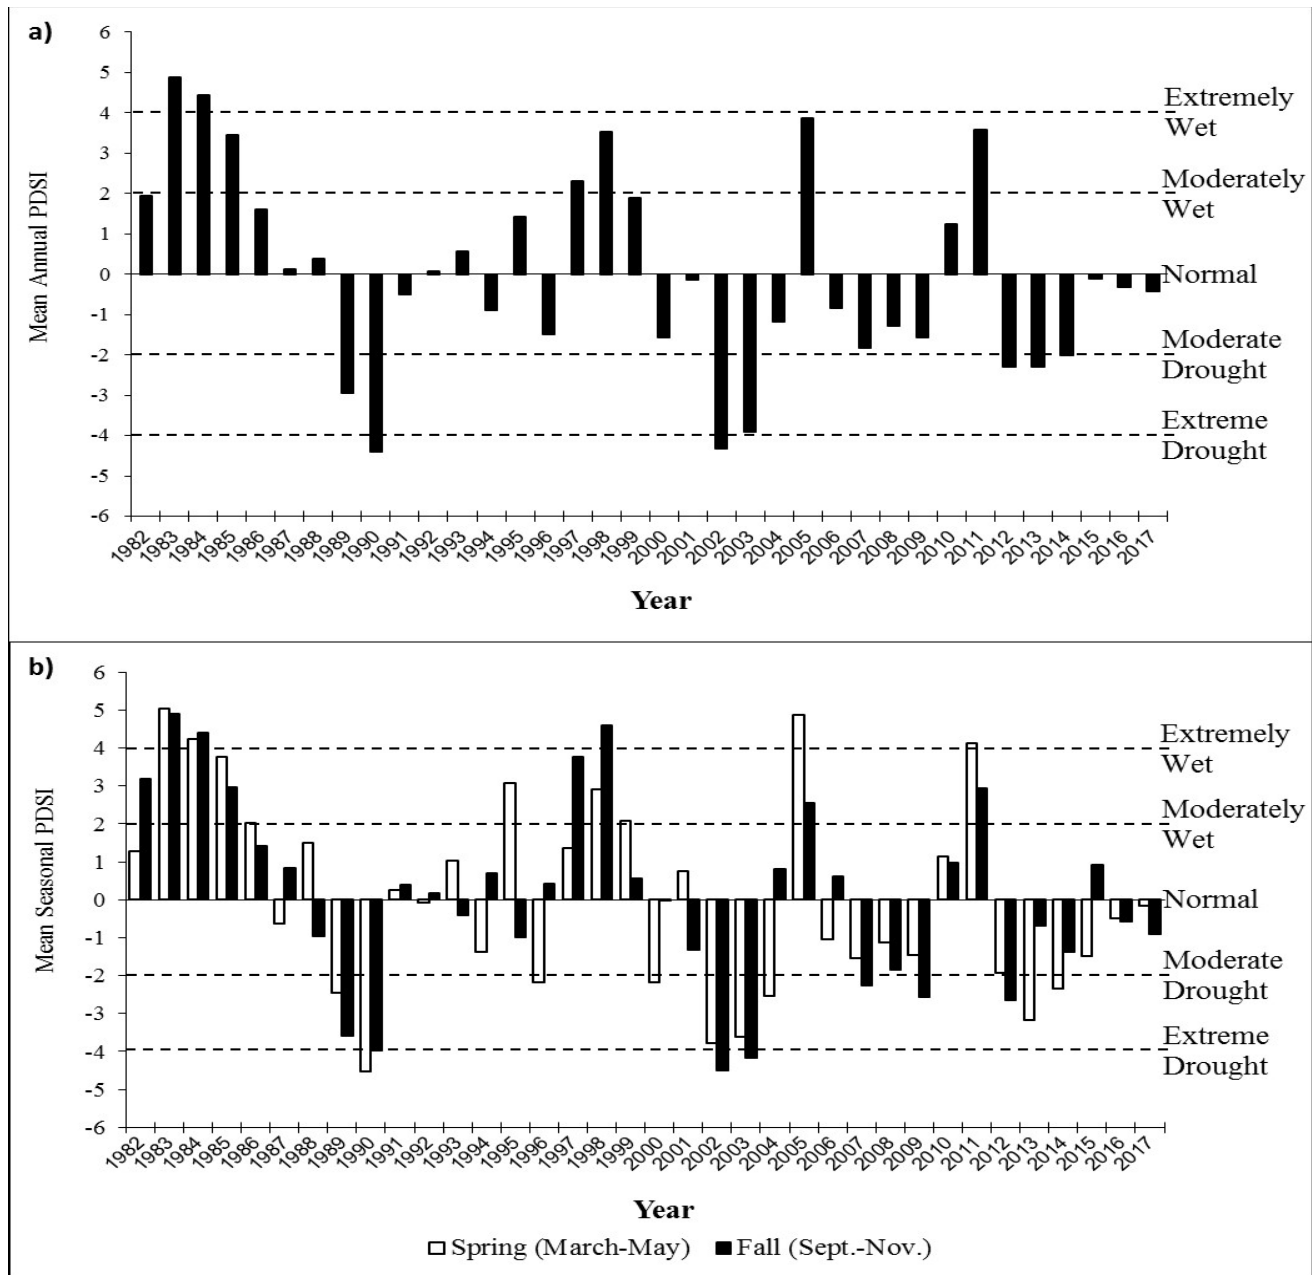 a)
6
5
4
3
2
1
0
-1
-2
-3
-4
-5
-6
Mean Annual PDSI
Extremely
Wet
Moderately
Wet
Normal
Moderate
Drought
Extreme
Drought
1982 1983 1984 1985 1986 1987 1988 1989 1990 1991 1992 1993 1994 1995 1996 1997 1998 1999 2000 2001 2002 2003 2004 2005 2006 2007 2008 2009 2010 2011 2012 2013 2014 2015 2016 2017
Year
b)
6
5
4
3
2
1
0
-1
-2
-3
-4
-5
-6
Mean Seasonal PDSI
Extremely
Wet
Moderately
Wet
Normal
Moderate
Drought
Extreme
Drought
1982 1983 1984 1985 1986 1987 1988 1989 1990 1991 1992 1993 1994 1995 1996 1997 1998 1999 2000 2001 2002 2003 2004 2005 2006 2007 2008 2009 2010 2011 2012 2013 2014 2015 2016 2017
Year
Spring (March-May) Fall (Sept.-Nov.)